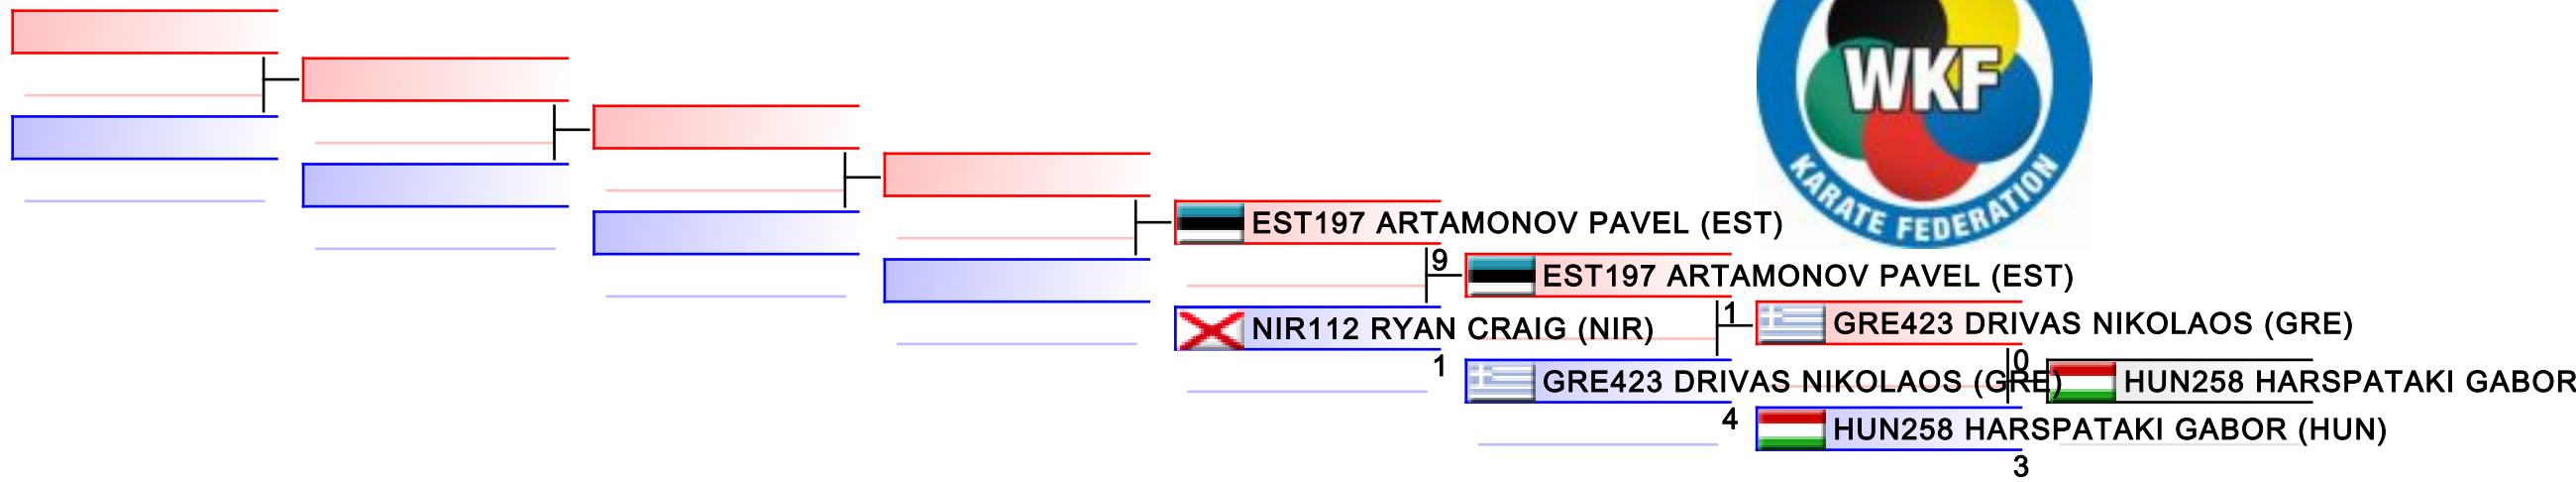 WKF
KARATE FEDERATION
EST197 ARTAMONOV PAVEL (EST)
9
EST197 ARTAMONOV PAVEL (EST)
NIR112 RYAN CRAIG (NIR)
1
1
GRE423 DRIVAS NIKOLAOS (GRE)
GRE423 DRIVAS NIKOLAOS (GRE)
4
0
HUN258 HARSPATAKI GABOR
HUN258 HARSPATAKI GABOR (HUN)
3